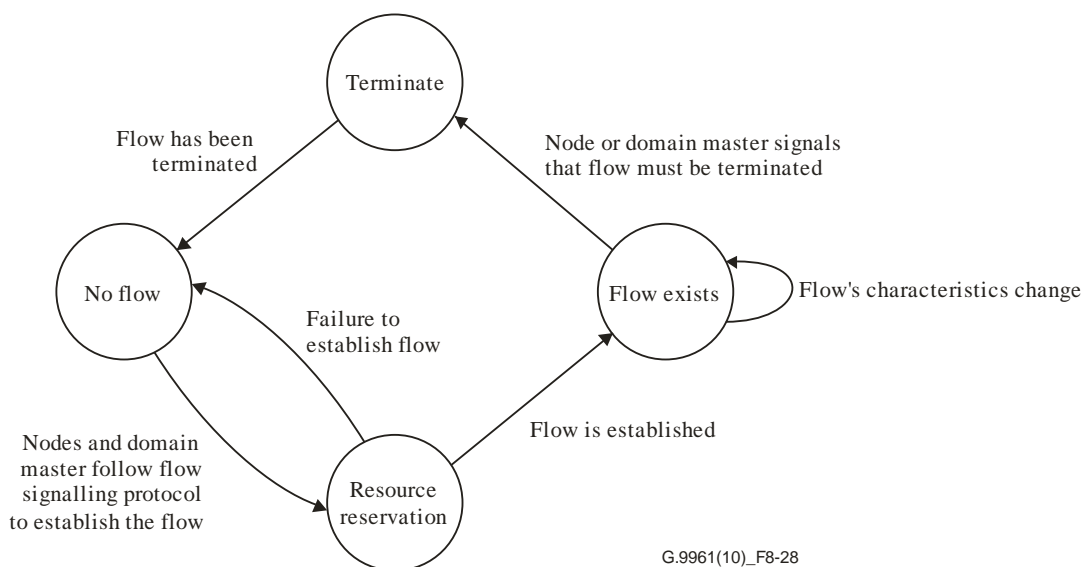 Terminate
Flow has been
terminated
Node or domain master signals
that flow must be terminated
No flow
Flow exists
Flow's characteristics change
Failure to
establish flow
Flow is established
Nodes and domain
master follow flow
signalling protocol
to establish the flow
Resource
reservation
G.9961(10)_F8-28